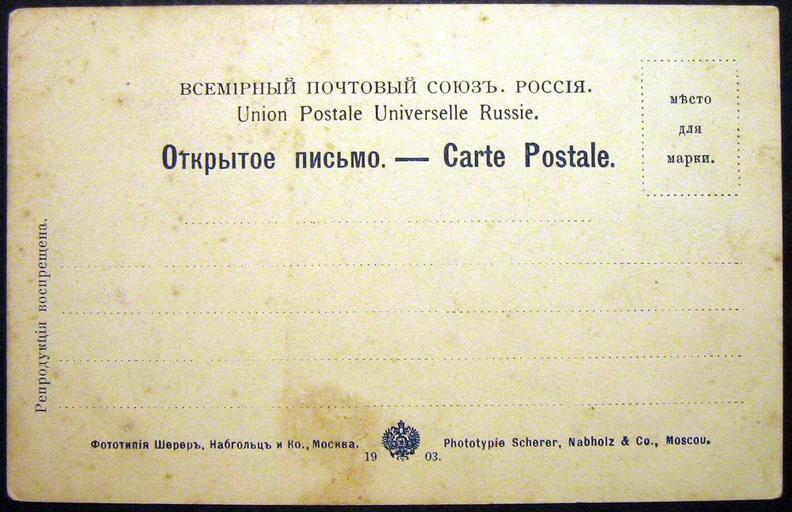 ВСЕМІРНЫЙ ПОЧТОВЫЙ СОЮЗЪ. РОССІЯ.
Union Postale Universelle Russie.
Открытое письмо. — Carte Postale.
мѣсто
для
марки.
Репродукція воспрещена.
Фототипія Шереръ, Набгольцъ и Ко., Москва.
Phototypie Scherer, Nabholz & Co., Moscou.
19 03.